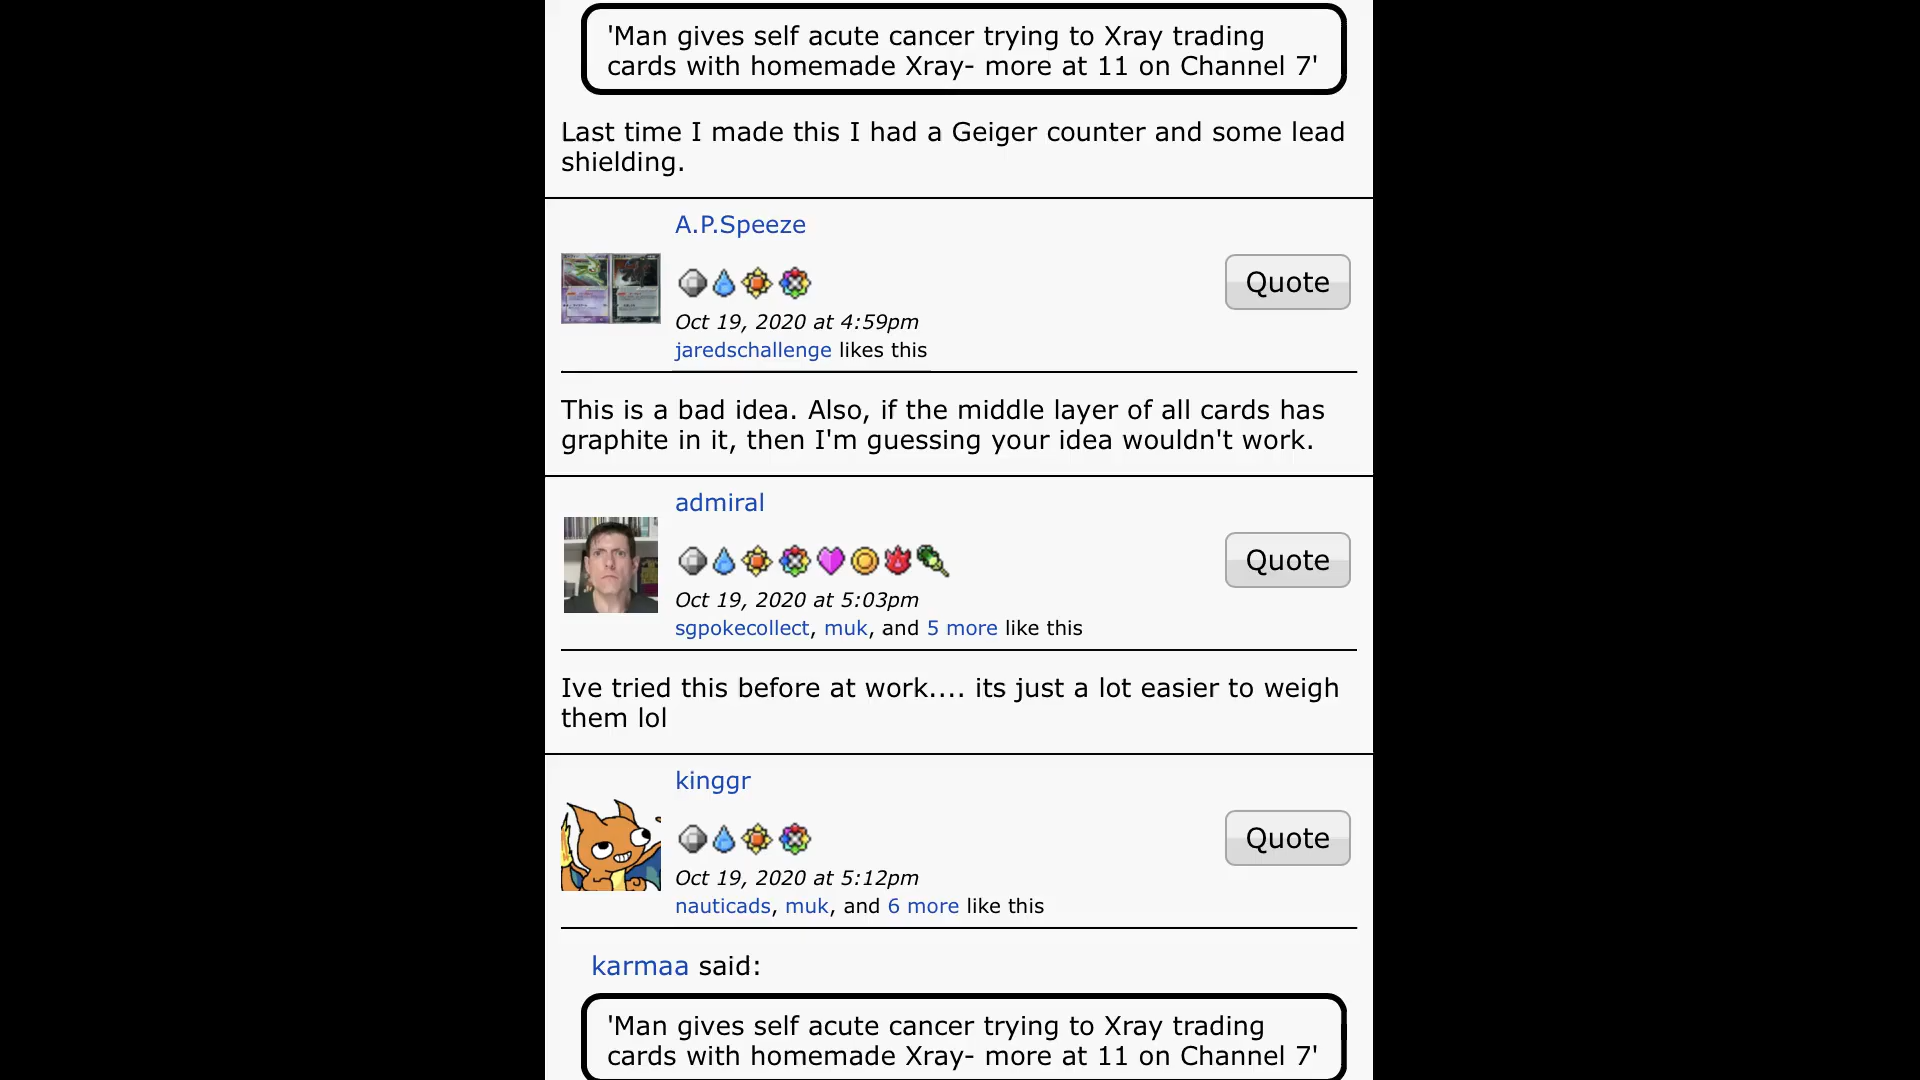 'Man gives self acute cancer trying to Xray trading
cards with homemade Xray- more at 11 on Channel 7'
Last time I made this I had a Geiger counter and some lead
shielding.
A.P.Speeze
Quote
Oct 19, 2020 at 4:59pm
jaredschallenge likes this
This is a bad idea. Also, if the middle layer of all cards has
graphite in it, then I'm guessing your idea wouldn't work.
admiral
Quote
Oct 19, 2020 at 5:03pm
sgpokecollect, muk, and 5 more like this
Ive tried this before at work.... its just a lot easier to weigh
them lol
kinggr
Quote
Oct 19, 2020 at 5:12pm
nauticads, muk, and 6 more like this
karmaa said:
'Man gives self acute cancer trying to Xray trading
cards with homemade Xray- more at 11 on Channel 7'